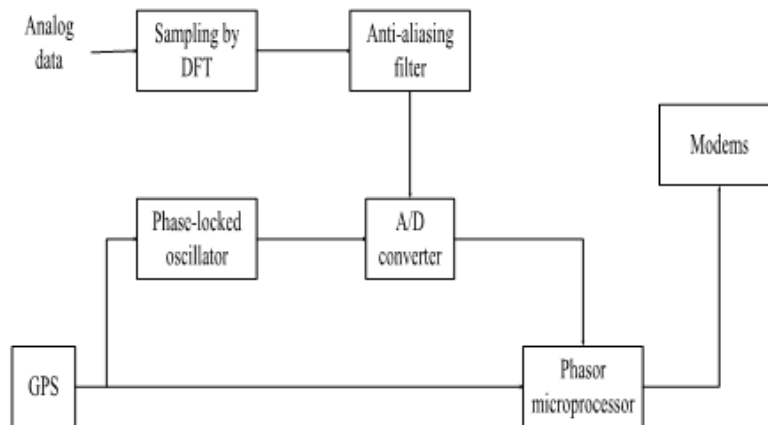 Analog
data
Sampling by
DFT
Anti-aliasing
filter
Modems
Phase-locked
oscillator
A/D
converter
GPS
Phasor
microprocessor